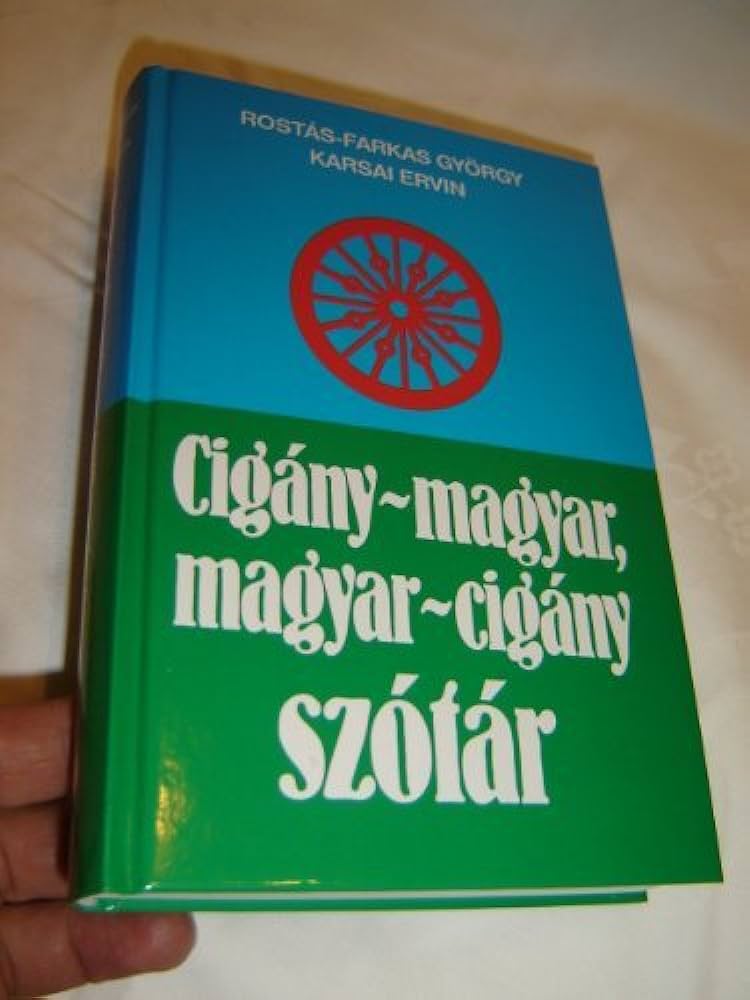 ROSTÁS-FARKAS GYÖRGY
KARSAI ERVIN
Cigány~magyar,
magyar~cigány
szótár